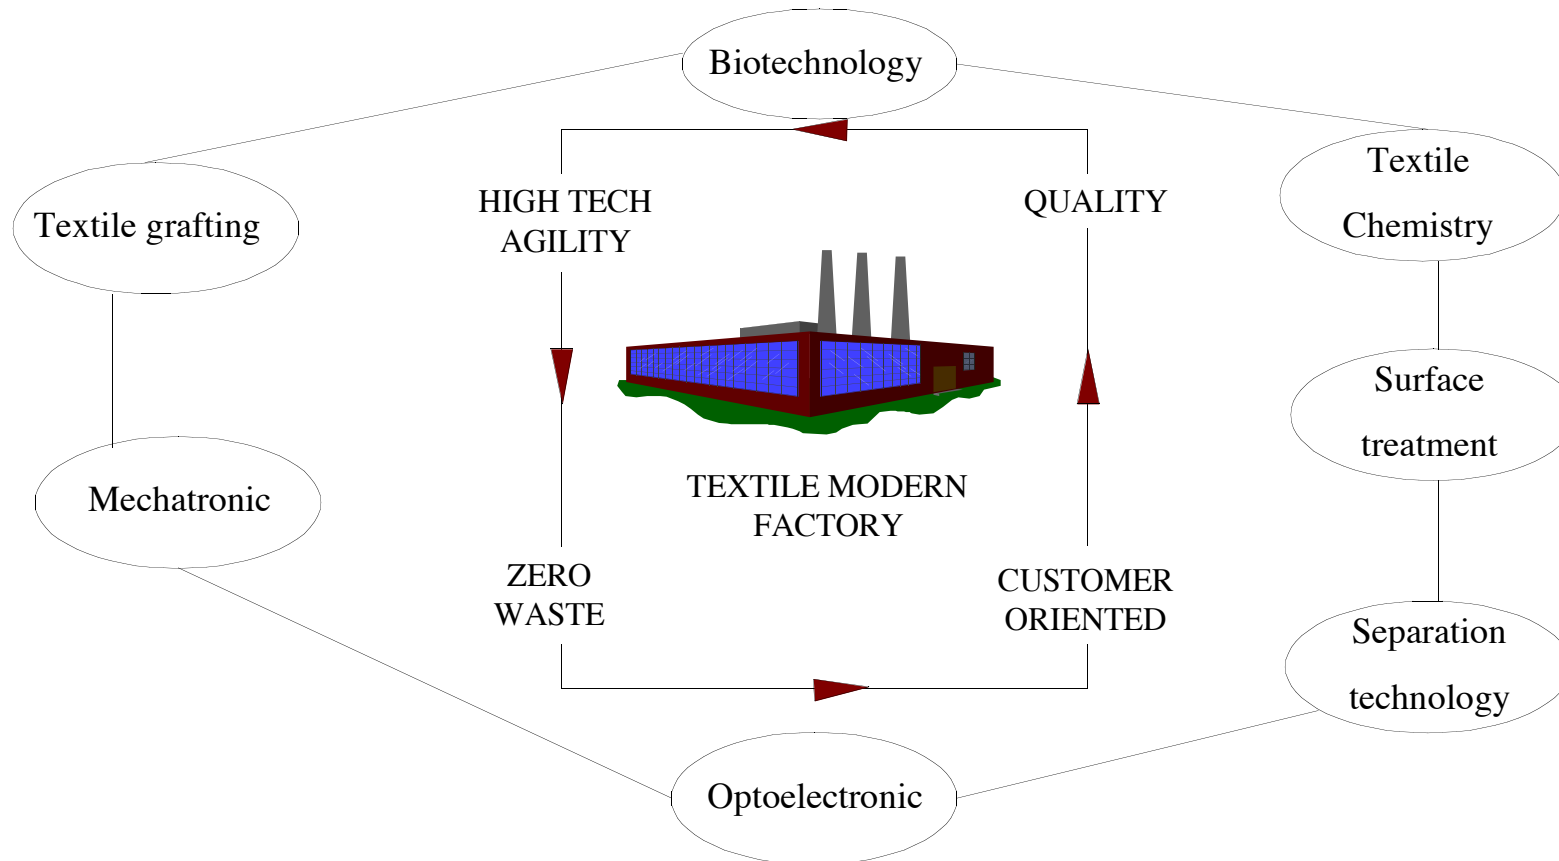 Biotechnology
Textile
Chemistry
Textile grafting
HIGH TECH
AGILITY
QUALITY
Surface
treatment
Mechatronic
TEXTILE MODERN
FACTORY
ZERO
WASTE
CUSTOMER
ORIENTED
Separation
technology
Optoelectronic